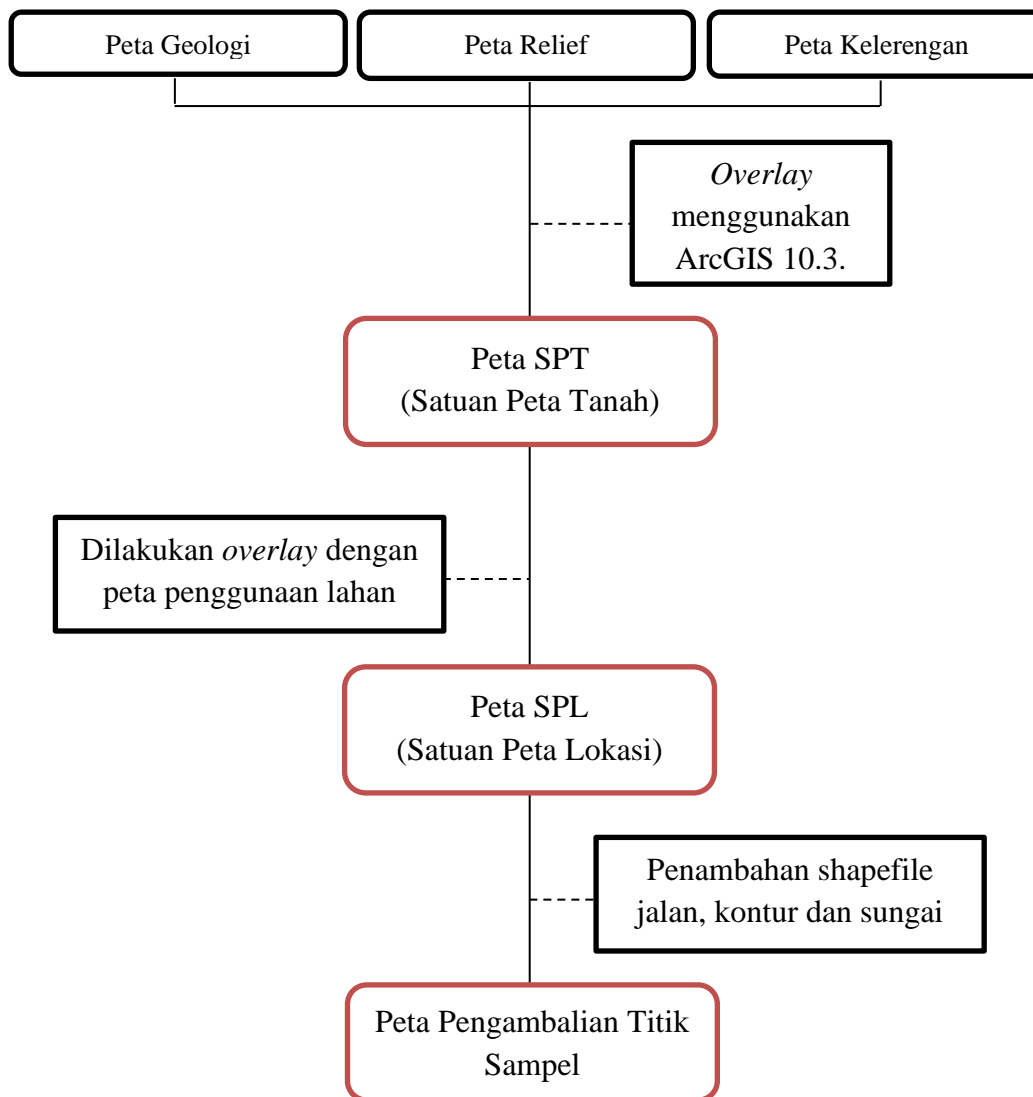 Peta Geologi
Peta Relief
Peta Kelerengan
Overlay
menggunakan
ArcGIS 10.3.
Peta SPT
(Satuan Peta Tanah)
Dilakukan overlay dengan
peta penggunaan lahan
Peta SPL
(Satuan Peta Lokasi)
Penambahan shapefile
jalan, kontur dan sungai
Peta Pengambalian Titik
Sampel